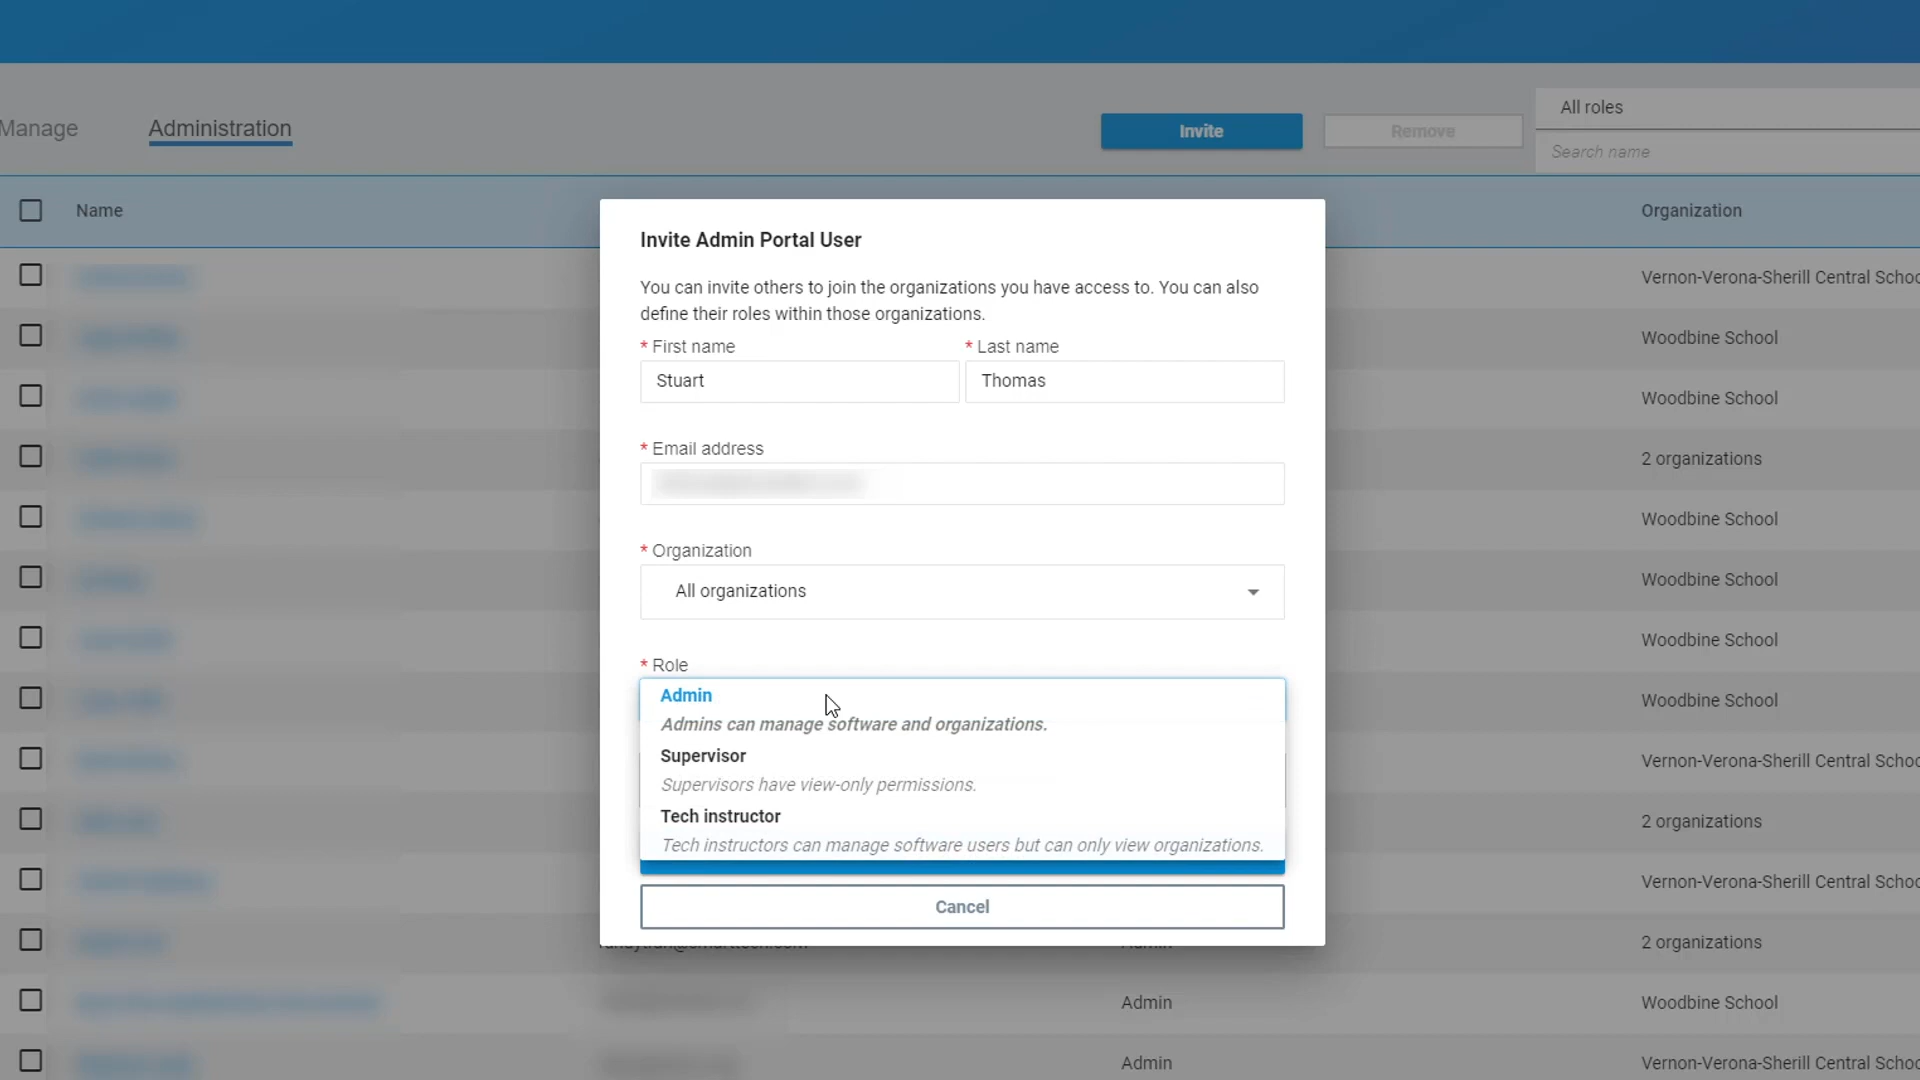 Manage
Administration
Invite
Remove
All roles
Search name
Name
Organization
Invite Admin Portal User
You can invite others to join the organizations you have access to. You can also
define their roles within those organizations.
* First name
* Last name
Stuart
Thomas
* Email address
* Organization
All organizations
* Role
Admin
Admins can manage software and organizations.
Supervisor
Supervisors have view-only permissions.
Tech instructor
Tech instructors can manage software users but can only view organizations.
Cancel
Vernon-Verona-Sherill Central Schoo
Woodbine School
Woodbine School
2 organizations
Woodbine School
Woodbine School
Woodbine School
Woodbine School
Vernon-Verona-Sherill Central Schoo
2 organizations
Vernon-Verona-Sherill Central Schoo
Admin
2 organizations
Admin
Woodbine School
Admin
Vernon-Verona-Sherill Central Schoo